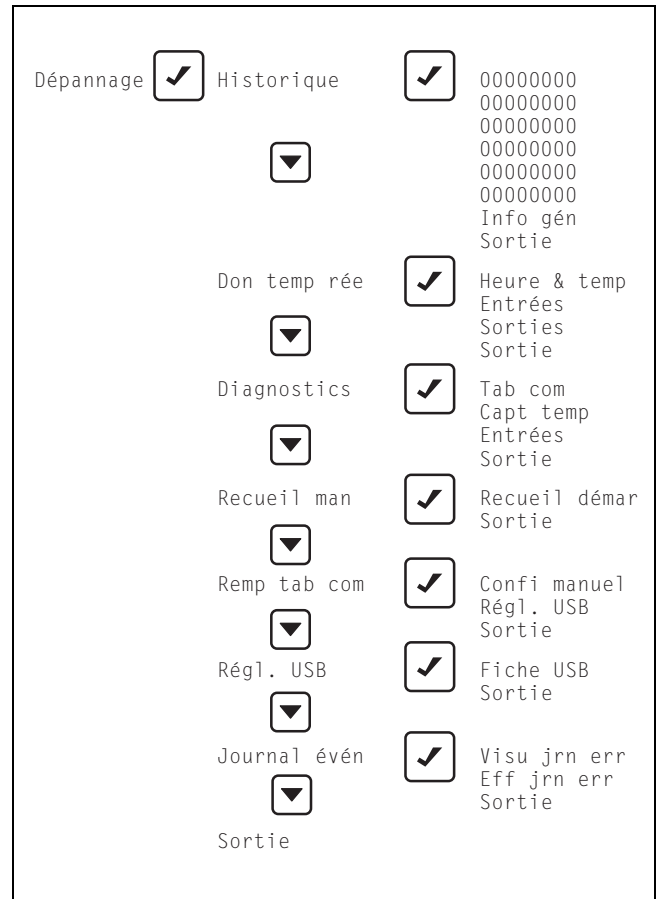 Dépannage Historique 00000000
00000000
00000000
00000000
00000000
00000000
Info gén
Sortie
Don temp rée Heure & temp
Entrées
Sorties
Sortie
Diagnostics Tab com
Capt temp
Entrées
Sortie
Recueil man Recueil démar
Sortie
Remp tab com Confi manuel
Régl. USB
Sortie
Régl. USB Fiche USB
Sortie
Journal évén Visu jrn err
Eff jrn err
Sortie
Sortie